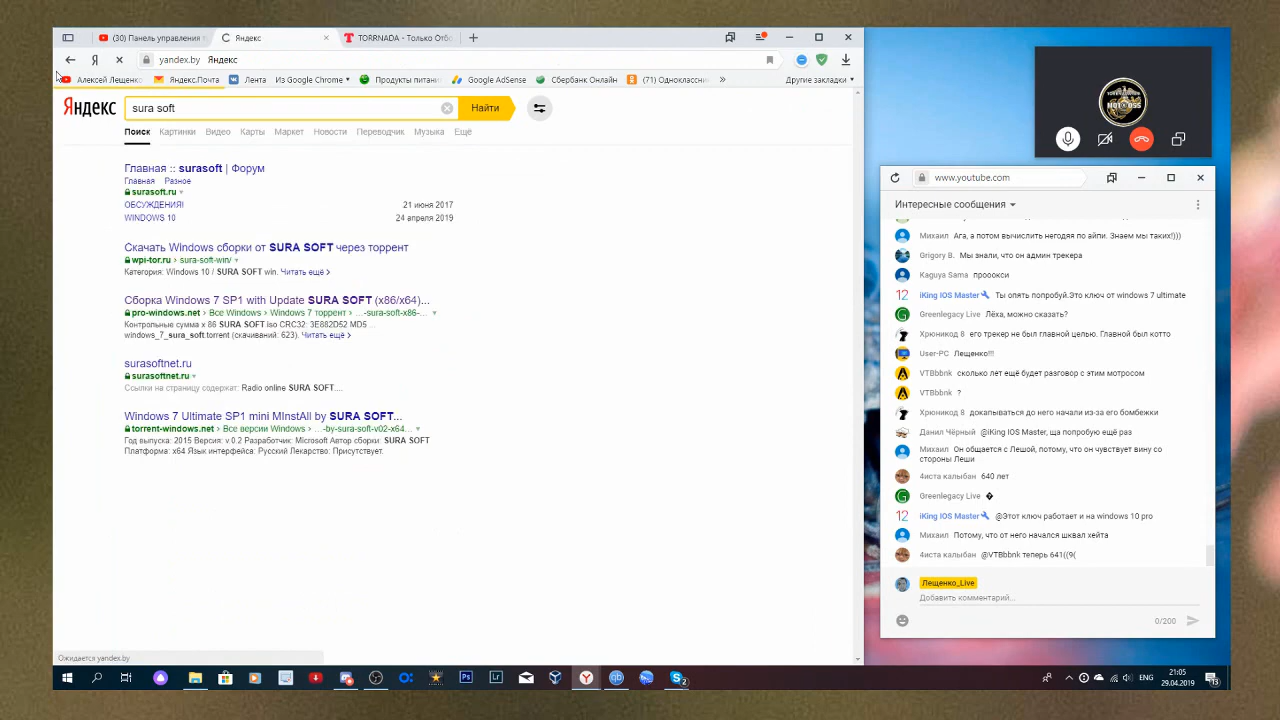 (30) Панель управления т
Яндекс
TORRNADA - Только Отбо
Я
yandex.by Яндекс
Алексей Лещенко
Яндекс.Почта
Лента
Из Google Chrome
Продукты питани
Google AdSense
Сбербанк Онлайн
(71) Одноклассни
»
Другие закладки
Яндекс
sura soft
Найти
Поиск Картинки Видео Карты Маркет Новости Переводчик Музыка Ещё
Главная :: surasoft | Форум
Главная Разное
surasoft.ru
ОБСУЖДЕНИЯ! 21 июня 2017
WINDOWS 10 24 апреля 2019
Скачать Windows сборки от SURA SOFT через торрент
wpi-tor.ru › sura-soft-win/
Категория: Windows 10 / SURA SOFT win. Читать ещё ›
Сборка Windows 7 SP1 with Update SURA SOFT (x86/x64)...
pro-windows.net › Все Windows › Windows 7 торрент › ...-sura-soft-x86-...
Контрольные сумма x 86 SURA SOFT iso CRC32: 3E882D52 MD5 ...
windows_7_sura_soft.torrent (скачиваний: 623). Читать ещё ›
surasoftnet.ru
surasoftnet.ru
Ссылки на страницу содержат: Radio online SURA SOFT....
Windows 7 Ultimate SP1 mini MInstAll by SURA SOFT...
torrent-windows.net › Все версии Windows › ...-by-sura-soft-v02-x64...
Год выпуска: 2015 Версия: v 0.2 Разработчик: Microsoft Автор сборки: SURA SOFT
Платформа: x64 Язык интерфейса: Русский Лекарство: Присутствует.
Ожидается yandex.by
www.youtube.com
Интересные сообщения
Михаил Ага, а потом вычислить негодяя по айпи. Знаем мы таких!)))
Grigory B. Мы знали, что он админ трекера
Kaguya Sama прооокси
iKing IOS Master Ты опять попробуй.Это ключ от windows 7 ultimate
Greenlegacy Live Лёха, можно сказать?
Хрюникод 8 его трекер не был главной целью. Главной был котто
User-PC Лещенко!!!
VTBbbnk сколько лет ещё будет разговор с этим мотросом
VTBbbnk ?
Хрюникод 8 докапываться до него начали из-за его бомбежки
Данил Чёрный @iKing IOS Master, ща попробую ещё раз
Михаил Он общается с Лешой, потому, что он чувствует вину со
стороны Леши
4иста калыбан 640 лет
Greenlegacy Live �
iKing IOS Master @Этот ключ работает и на windows 10 pro
Михаил Потому, что от него начался шквал хейта
4иста калыбан @VTBbbnk теперь 641((9(
Лещенко_Live
Добавить комментарий...
0/200
ENG
21:05
29.04.2019
13